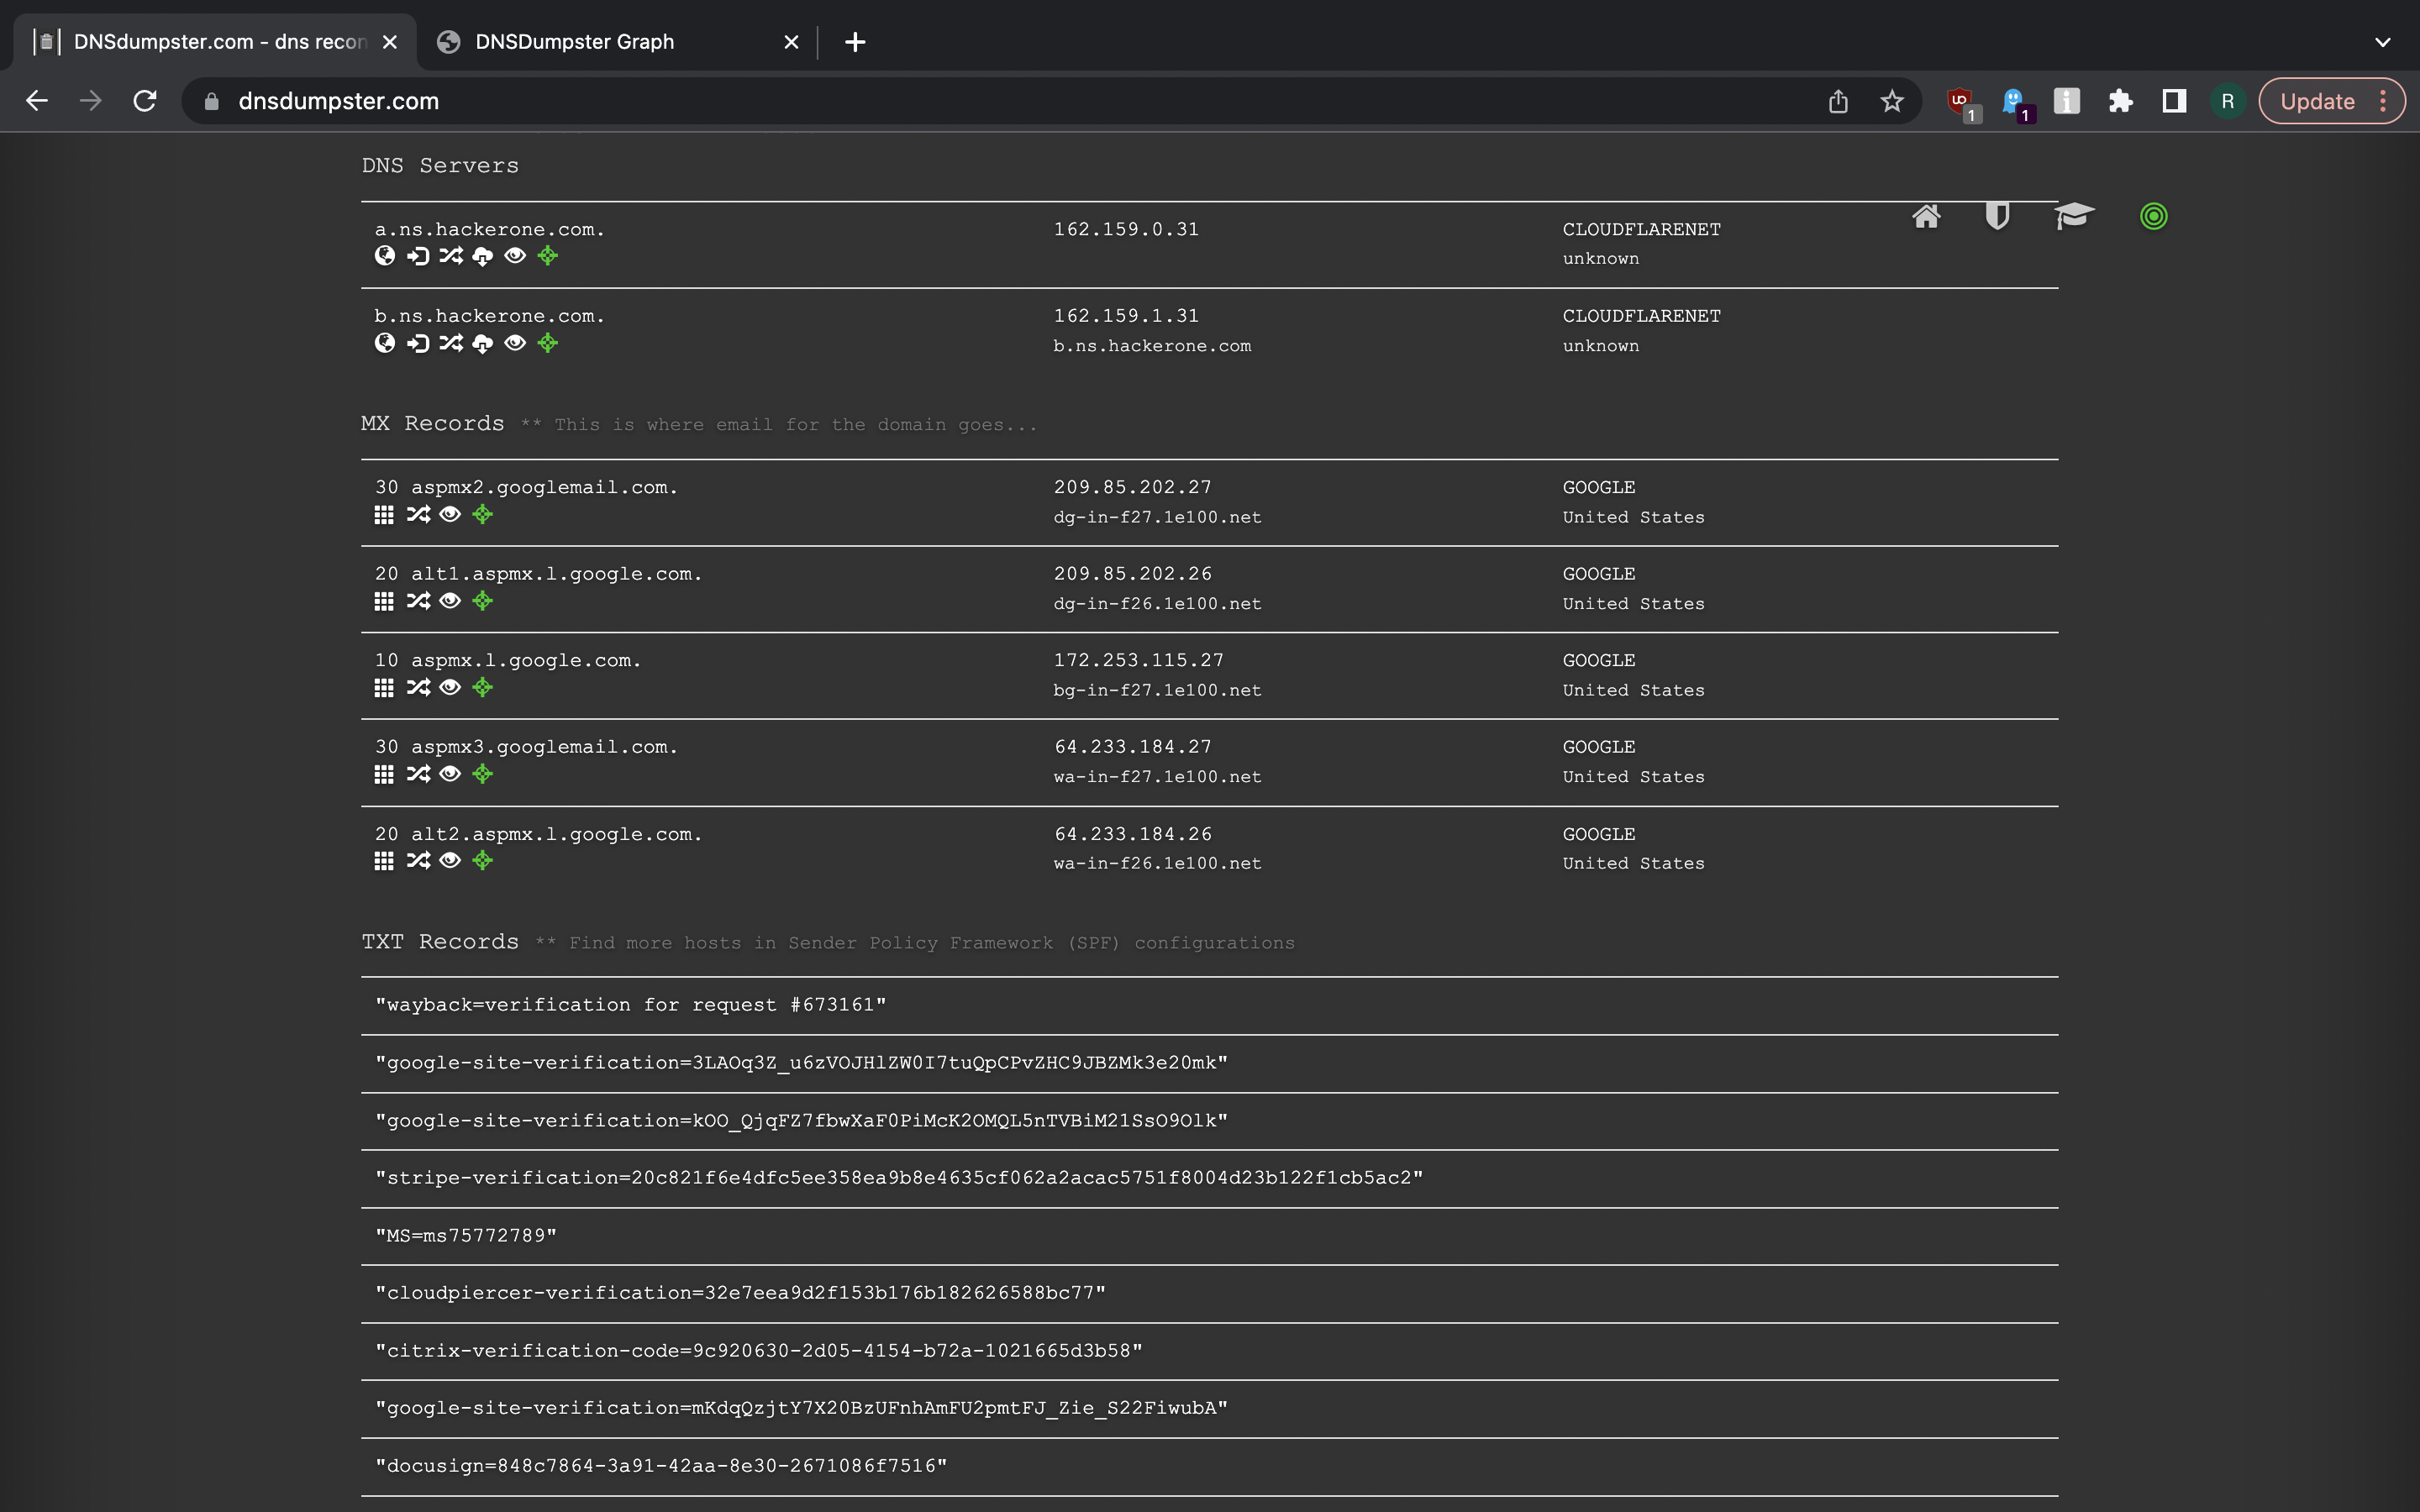 DNSdumpster.com - dns recon
DNSDumpster Graph
dnsdumpster.com
1
1
R
Update
DNS Servers
a.ns.hackerone.com. 162.159.0.31 CLOUDFLARENET
unknown
b.ns.hackerone.com. 162.159.1.31 CLOUDFLARENET
b.ns.hackerone.com unknown
MX Records ** This is where email for the domain goes...
30 aspmx2.googlemail.com. 209.85.202.27 GOOGLE
dg-in-f27.1e100.net United States
20 alt1.aspmx.l.google.com. 209.85.202.26 GOOGLE
dg-in-f26.1e100.net United States
10 aspmx.l.google.com. 172.253.115.27 GOOGLE
bg-in-f27.1e100.net United States
30 aspmx3.googlemail.com. 64.233.184.27 GOOGLE
wa-in-f27.1e100.net United States
20 alt2.aspmx.l.google.com. 64.233.184.26 GOOGLE
wa-in-f26.1e100.net United States
TXT Records ** Find more hosts in Sender Policy Framework (SPF) configurations
"wayback=verification for request #673161"
"google-site-verification=3LAOq3Z_u6zVOJHlZW0I7tuQpCPvZHC9JBZMk3e20mk"
"google-site-verification=kOO_QjqFZ7fbwXaF0PiMcK2OMQL5nTVBiM21SsO9Olk"
"stripe-verification=20c821f6e4dfc5ee358ea9b8e4635cf062a2acac5751f8004d23b122f1cb5ac2"
"MS=ms75772789"
"cloudpiercer-verification=32e7eea9d2f153b176b182626588bc77"
"citrix-verification-code=9c920630-2d05-4154-b72a-1021665d3b58"
"google-site-verification=mKdqQzjtY7X20BzUFnhAmFU2pmtFJ_Zie_S22FiwubA"
"docusign=848c7864-3a91-42aa-8e30-2671086f7516"